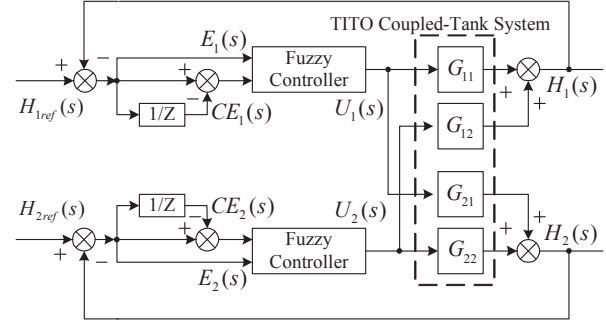 TITO Coupled-Tank System
− E₁(s)
+ Fuzzy Controller
G₁₁
H₁ref(s)
+ −
1/Z
CE₁(s)
U₁(s)
+
+
H₁(s)
G₁₂
G₂₁
H₂ref(s)
1/Z
CE₂(s)
−
U₂(s)
+
H₂(s)
+ −
+
Fuzzy Controller
G₂₂
+
E₂(s)